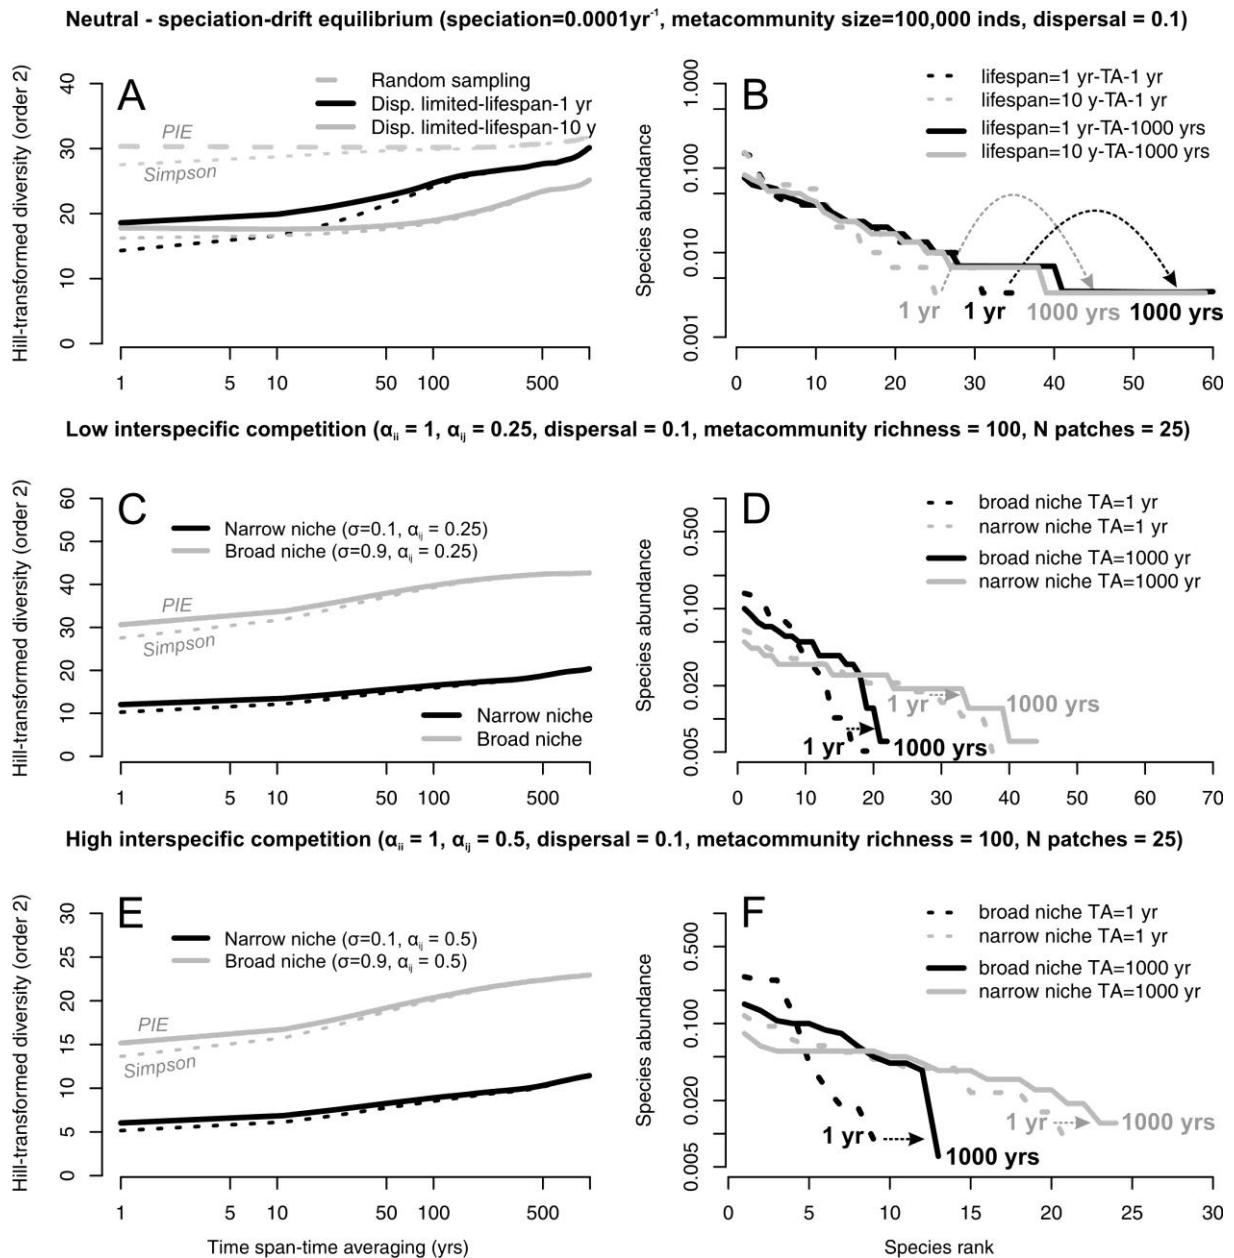 Neutral - speciation-drift equilibrium (speciation=0.0001yr⁻¹, metacommunity size=100,000 inds, dispersal = 0.1)
A
Hill-transformed diversity (order 2)
40
30
20
10
0
Random sampling
Disp. limited-lifespan-1 yr
Disp. limited-lifespan-10 y
PIE
Simpson
1 5 10 50 100 500
B
Species abundance
1.000
0.100
0.010
0.001
lifespan=1 yr-TA-1 yr
lifespan=10 y-TA-1 yr
lifespan=1 yr-TA-1000 yrs
lifespan=10 y-TA-1000 yrs
1 yr 1 yr 1000 yrs 1000 yrs
0 10 20 30 40 50 60
Low interspecific competition (αᵢᵢ = 1, αᵢⱼ = 0.25, dispersal = 0.1, metacommunity richness = 100, N patches = 25)
C
Hill-transformed diversity (order 2)
60
50
40
30
20
10
0
Narrow niche (σ=0.1, αᵢⱼ = 0.25)
Broad niche (σ=0.9, αᵢⱼ = 0.25)
PIE
Simpson
Narrow niche
Broad niche
1 5 10 50 100 500
D
Species abundance
0.500
0.100
0.020
0.005
broad niche TA=1 yr
narrow niche TA=1 yr
broad niche TA=1000 yr
narrow niche TA=1000 yr
1 yr 1000 yrs
1 yr 1000 yrs
0 10 20 30 40 50 60 70
High interspecific competition (αᵢᵢ = 1, αᵢⱼ = 0.5, dispersal = 0.1, metacommunity richness = 100, N patches = 25)
E
Hill-transformed diversity (order 2)
30
25
20
15
10
5
0
Narrow niche (σ=0.1, αᵢⱼ = 0.5)
Broad niche (σ=0.9, αᵢⱼ = 0.5)
PIE
Simpson
1 5 10 50 100 500
Time span-time averaging (yrs)
F
Species abundance
0.500
0.100
0.020
0.005
broad niche TA=1 yr
narrow niche TA=1 yr
broad niche TA=1000 yr
narrow niche TA=1000 yr
1 yr 1000 yrs
1 yr 1000 yrs
0 5 10 15 20 25 30
Species rank